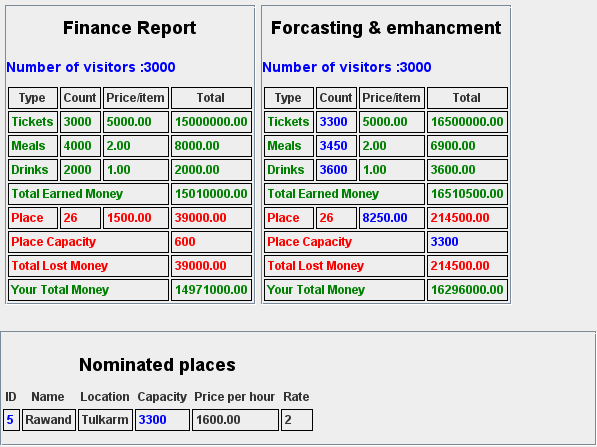 Finance Report
Number of visitors :3000
Type Count Price/item Total
Tickets 3000 5000.00 15000000.00
Meals 4000 2.00 8000.00
Drinks 2000 1.00 2000.00
Total Earned Money 15010000.00
Place 26 1500.00 39000.00
Place Capacity 600
Total Lost Money 39000.00
Your Total Money 14971000.00
Forcasting & emhancment
Number of visitors :3000
Type Count Price/item Total
Tickets 3300 5000.00 16500000.00
Meals 3450 2.00 6900.00
Drinks 3600 1.00 3600.00
Total Earned Money 16510500.00
Place 26 8250.00 214500.00
Place Capacity 3300
Total Lost Money 214500.00
Your Total Money 16296000.00
Nominated places
ID Name Location Capacity Price per hour Rate
5 Rawand Tulkarm 3300 1600.00 2